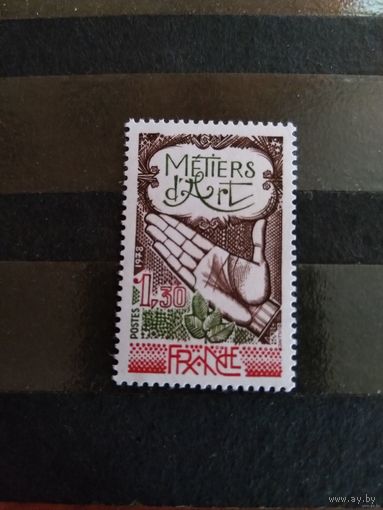 MÉTIERS
d'Art
POSTES 1978
1,30
FRANCE
www.ay.by